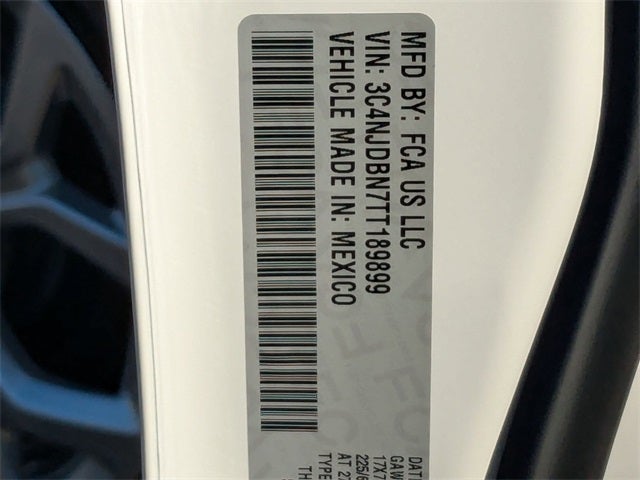 MFD BY: FCA US LLC
VIN: 3C4NJDBN7TT189899
VEHICLE MADE IN: MEXICO